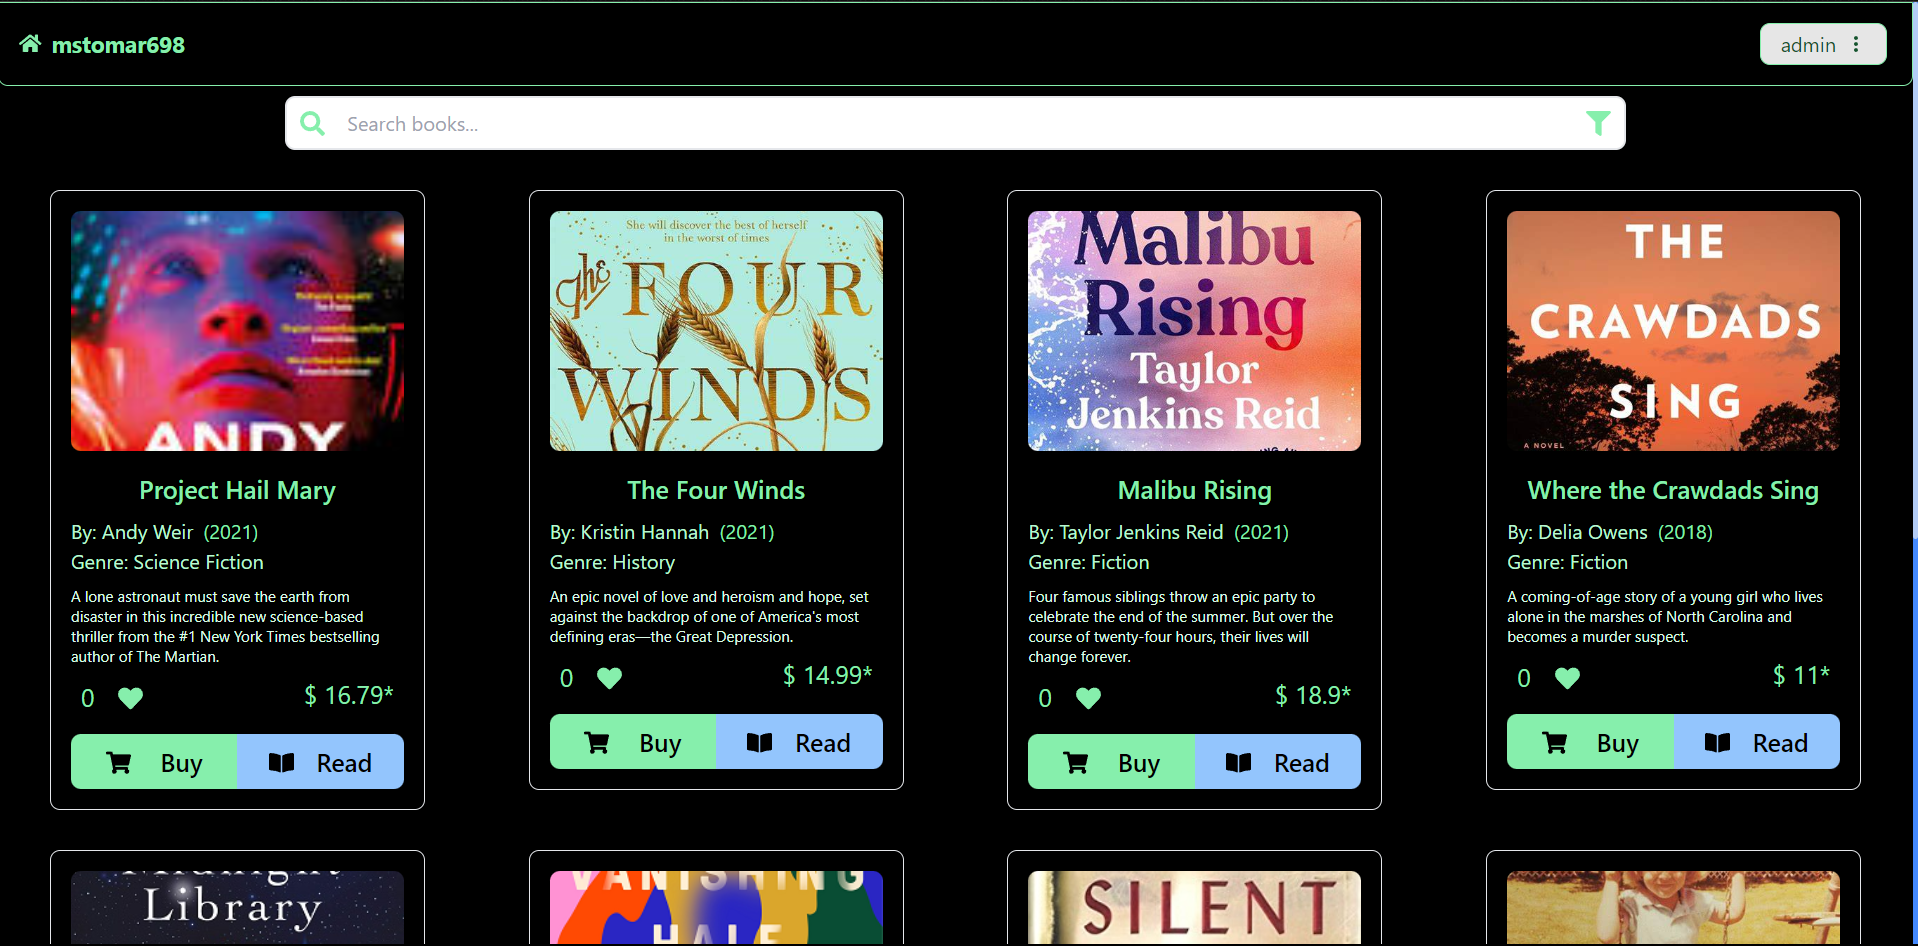 mstomar698
admin
Search books...
ANDY
She will discover the best of herself
in the worst of times
The FOUR
WINDS
Malibu
Rising
Taylor
Jenkins Reid
THE
CRAWDADS
SING
A NOVEL
Project Hail Mary
By: Andy Weir (2021)
Genre: Science Fiction
A lone astronaut must save the earth from
disaster in this incredible new science-based
thriller from the #1 New York Times bestselling
author of The Martian.
0
$ 16.79*
Buy
Read
The Four Winds
By: Kristin Hannah (2021)
Genre: History
An epic novel of love and heroism and hope, set
against the backdrop of one of America's most
defining eras—the Great Depression.
0
$ 14.99*
Buy
Read
Malibu Rising
By: Taylor Jenkins Reid (2021)
Genre: Fiction
Four famous siblings throw an epic party to
celebrate the end of the summer. But over the
course of twenty-four hours, their lives will
change forever.
0
$ 18.9*
Buy
Read
Where the Crawdads Sing
By: Delia Owens (2018)
Genre: Fiction
A coming-of-age story of a young girl who lives
alone in the marshes of North Carolina and
becomes a murder suspect.
0
$ 11*
Buy
Read
Midnight
Library
VANISHING
HALF
SILENT